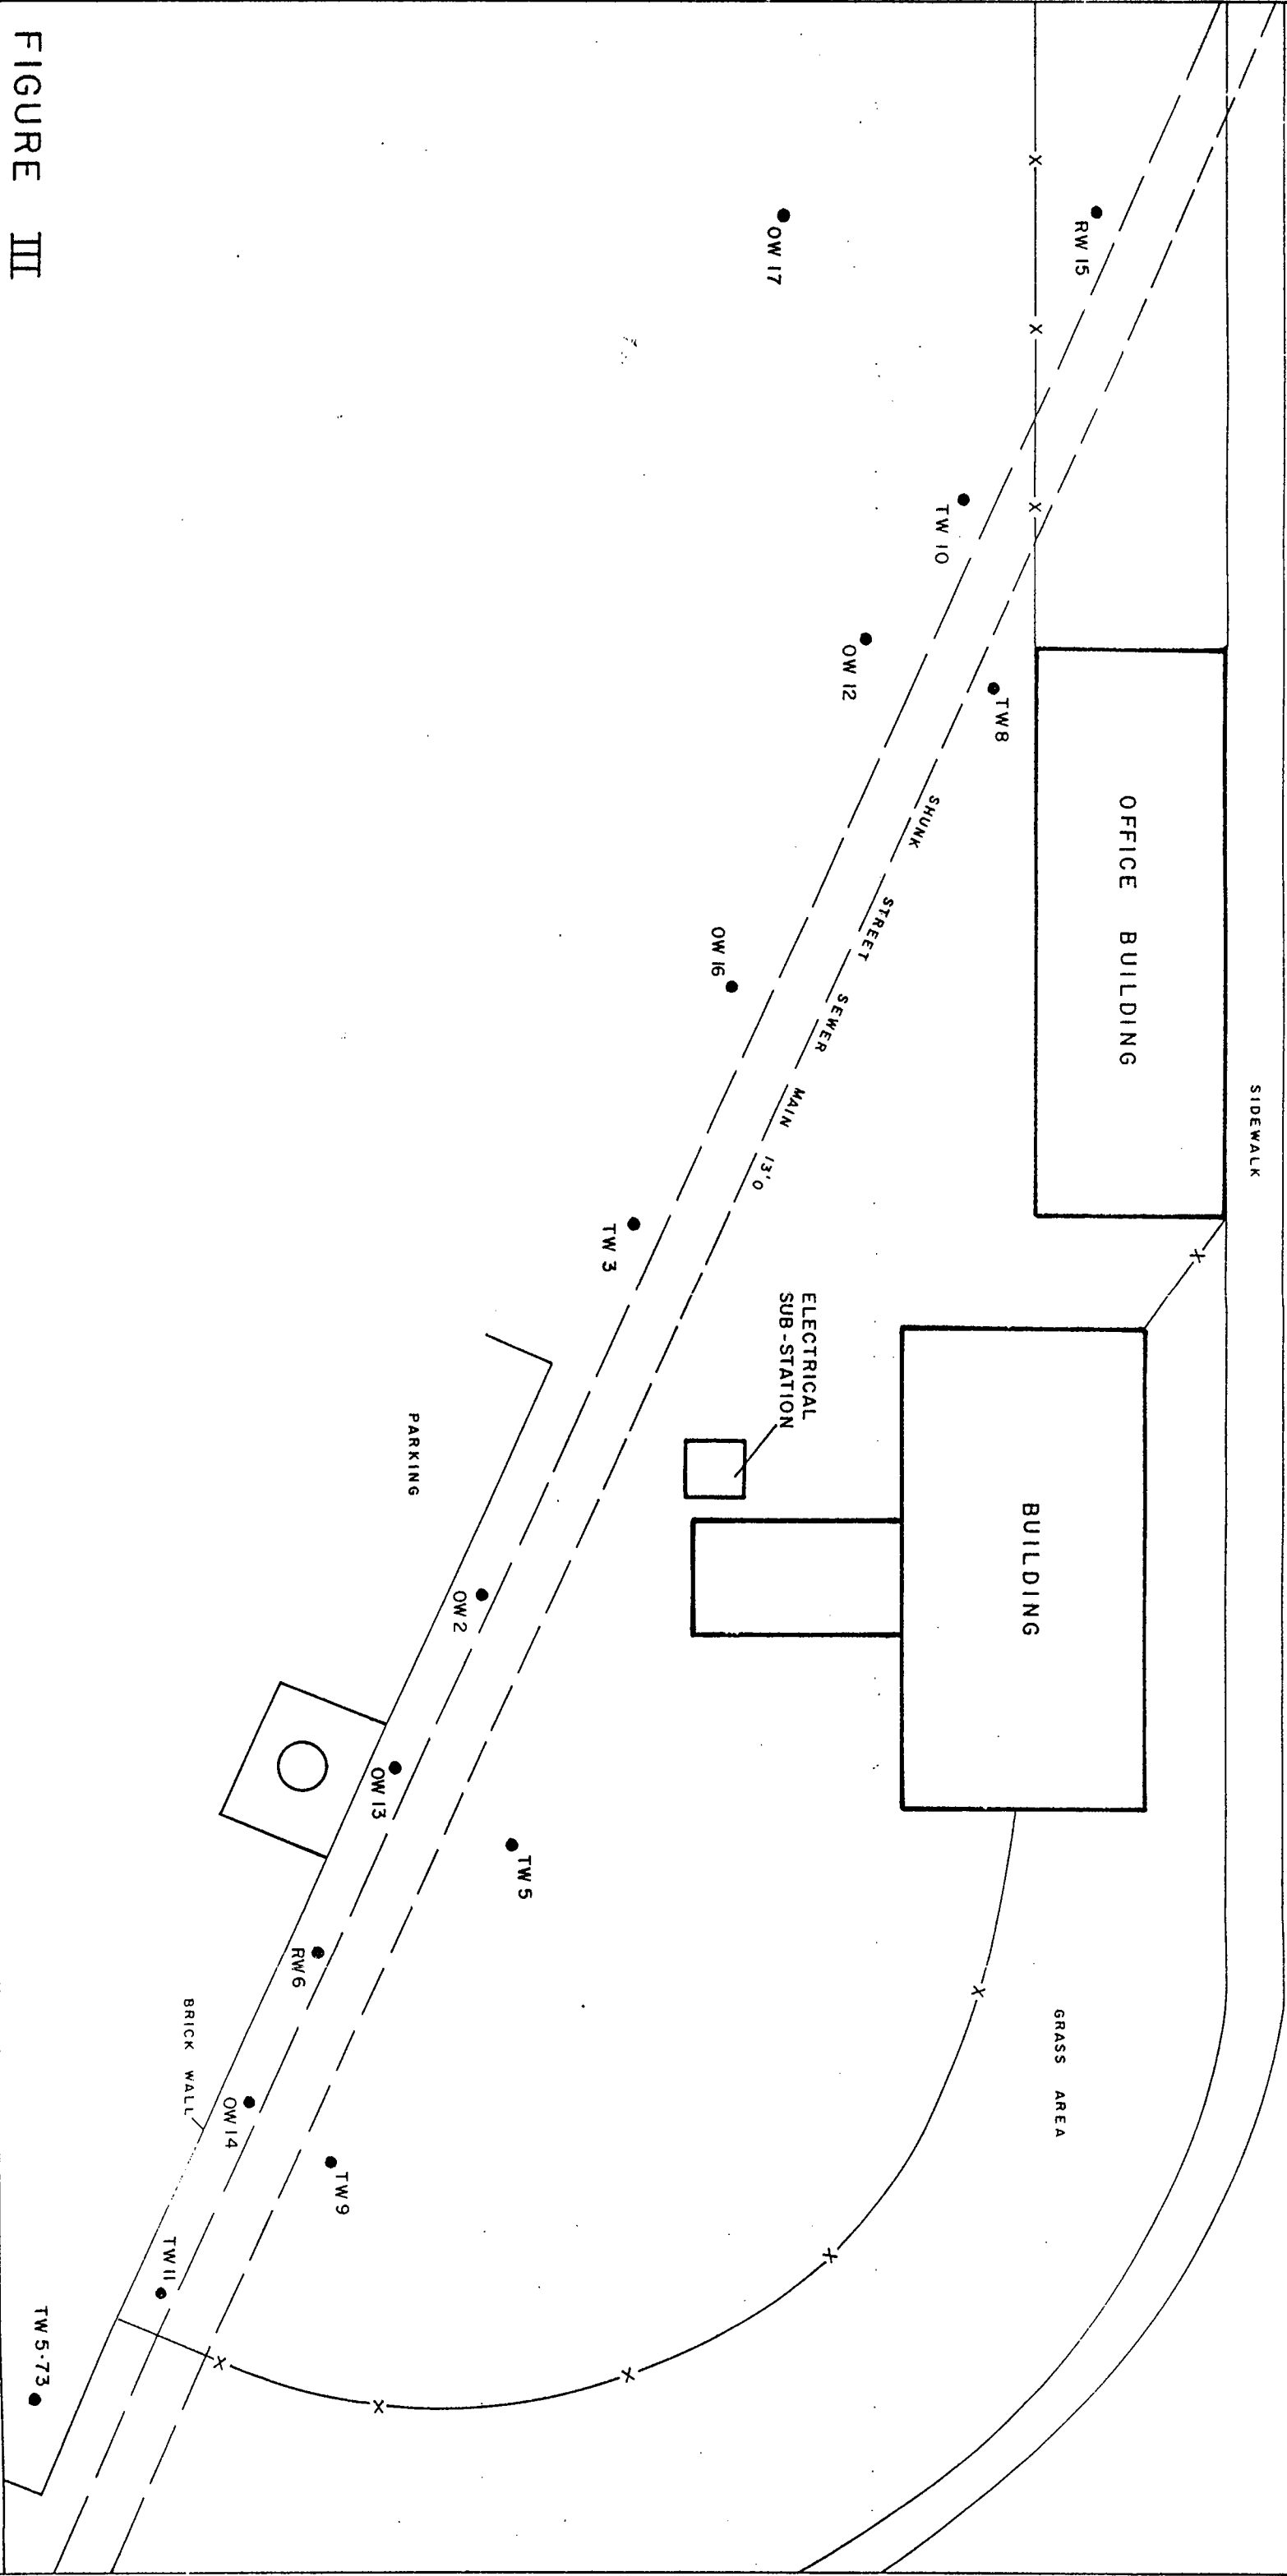 SIDEWALK
OFFICE BUILDING
RW 15
GRASS AREA
BUILDING
TW 8
TW 10
SHUNK STREET SEWER MAIN 13'0
OW 12
ELECTRICAL
SUB-STATION
OW 17
OW 16
TW 3
TW 5
OW 2
PARKING
OW 13
TW 9
RW 6
OW 14
BRICK WALL
TW 11
TW 5-73
FIGURE III